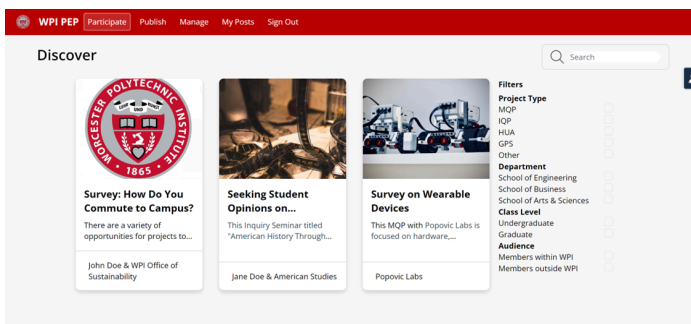 WPI PEP Participate Publish Manage My Posts Sign Out
Discover
Search
WORCESTER POLYTECHNIC INSTITUTE
LEHR UND KUNST
1865
Survey: How Do You
Commute to Campus?
There are a variety of
opportunities for projects to...
John Doe & WPI Office of
Sustainability
Seeking Student
Opinions on...
This Inquiry Seminar titled
"American History Through...
Jane Doe & American Studies
Survey on Wearable
Devices
This MQP with Popovic Labs is
focused on hardware,...
Popovic Labs
Filters
Project Type
MQP
IQP
HUA
GPS
Other
Department
School of Engineering
School of Business
School of Arts & Sciences
Class Level
Undergraduate
Graduate
Audience
Members within WPI
Members outside WPI